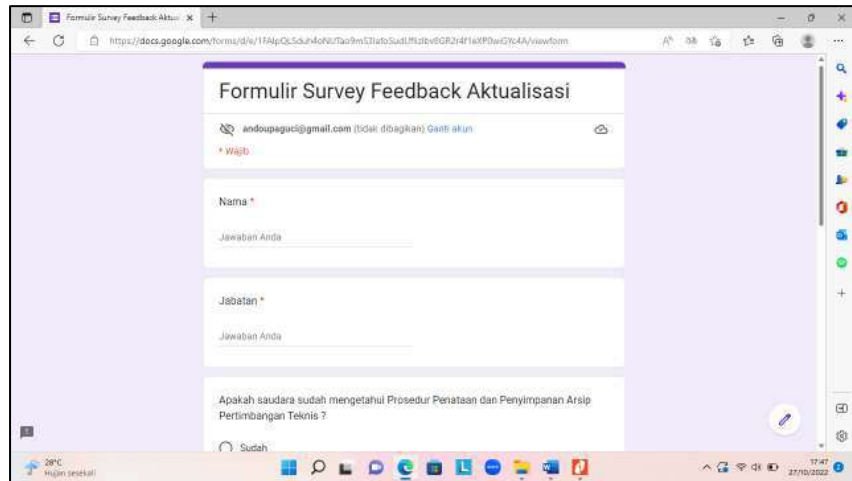 Formulir Survey Feedback Aktu
Formulir Survey Feedback Aktualisasi
andoupaguci@gmail.com (tidak dibagikan) Ganti akun
* Wajib
Nama *
Jawaban Anda
Jabatan *
Jawaban Anda
Apakah saudara sudah mengetahui Prosedur Penataan dan Penyimpanan Arsip
Pertimbangan Teknis ?
Sudah
28°C
Hujan sesekali
17:47
27/10/2022